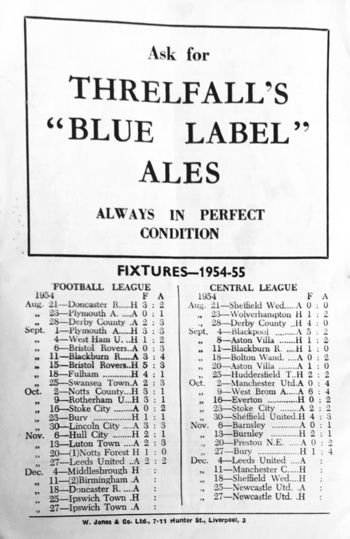 Ask for
THRELFALL'S
"BLUE LABEL"
ALES
ALWAYS IN PERFECT
CONDITION
FIXTURES—1954-55
FOOTBALL LEAGUE
1954 F A
Aug. 21—Doncaster R.....H 3 : 2
„ 23—Plymouth A. ....A 0 : 1
„ 28—Derby County .A 2 : 3
Sept. 1—Plymouth A....H 3 : 3
„ 4—West Ham U. ..H 1 : 2
„ 6—Bristol Rovers..A 0 : 3
„ 11—Blackburn R....A 3 : 4
„ 15—Bristol Rovers..H 5 : 3
„ 18—Fulham .........H 4 : 1
„ 25—Swansea Town.A 2 : 3
Oct. 2—Notts County..H 3 : 1
„ 9—Rotherham U...H 3 : 1
„ 16—Stoke City ......A 0 : 2
„ 23—Bury .............H 1 : 1
„ 30—Lincoln City ...A 3 : 3
Nov. 6—Hull City .......H 2 : 1
„ 13—Luton Town....A 2 : 3
„ 20—(1)Notts Forest H 1 : 0
„ 27—Leeds United ..A 2 : 2
Dec. 4—Middlesbrough H :
„ 11—(2)Birmingham .A :
„ 18—Doncaster R. ...A :
„ 25—Ipswich Town .H :
„ 27—Ipswich Town .A :
CENTRAL LEAGUE
1954 F A
Aug. 21—Sheffield Wed....A 0 : 0
„ 23—Wolverhampton H 1 : 2
„ 28—Derby County ..H 4 : 0
Sept. 4—Blackpool .......A 5 : 2
„ 8—Aston Villa ......H 1 : 2
„ 11—Blackburn R.....H 1 : 0
„ 18—Bolton Wand. ..A 0 : 2
„ 20—Aston Villa .....A 1 : 0
„ 25—Huddersfield T..H 2 : 2
Oct. 2—Manchester Utd.A 0 : 4
„ 9—West Brom A.....A 6 : 4
„ 16—Everton .........H 0 : 2
„ 23—Stoke City ......A 2 : 2
„ 30—Sheffield United.H 4 : 3
Nov. 6—Barnsley .......A 0 : 1
„ 13—Burnley .........H 2 : 1
„ 20—Preston N.E. ...A 0 : 2
„ 27—Bury .............H 1 : 4
Dec. 4—Leeds United ...A :
„ 11—Manchester C....H :
„ 18—Sheffield Wed...H :
„ 25—Newcastle Utd. .A :
„ 27—Newcastle Utd. .H :
W. Jones & Co. Ltd., 7-11 Hunter St., Liverpool, 3